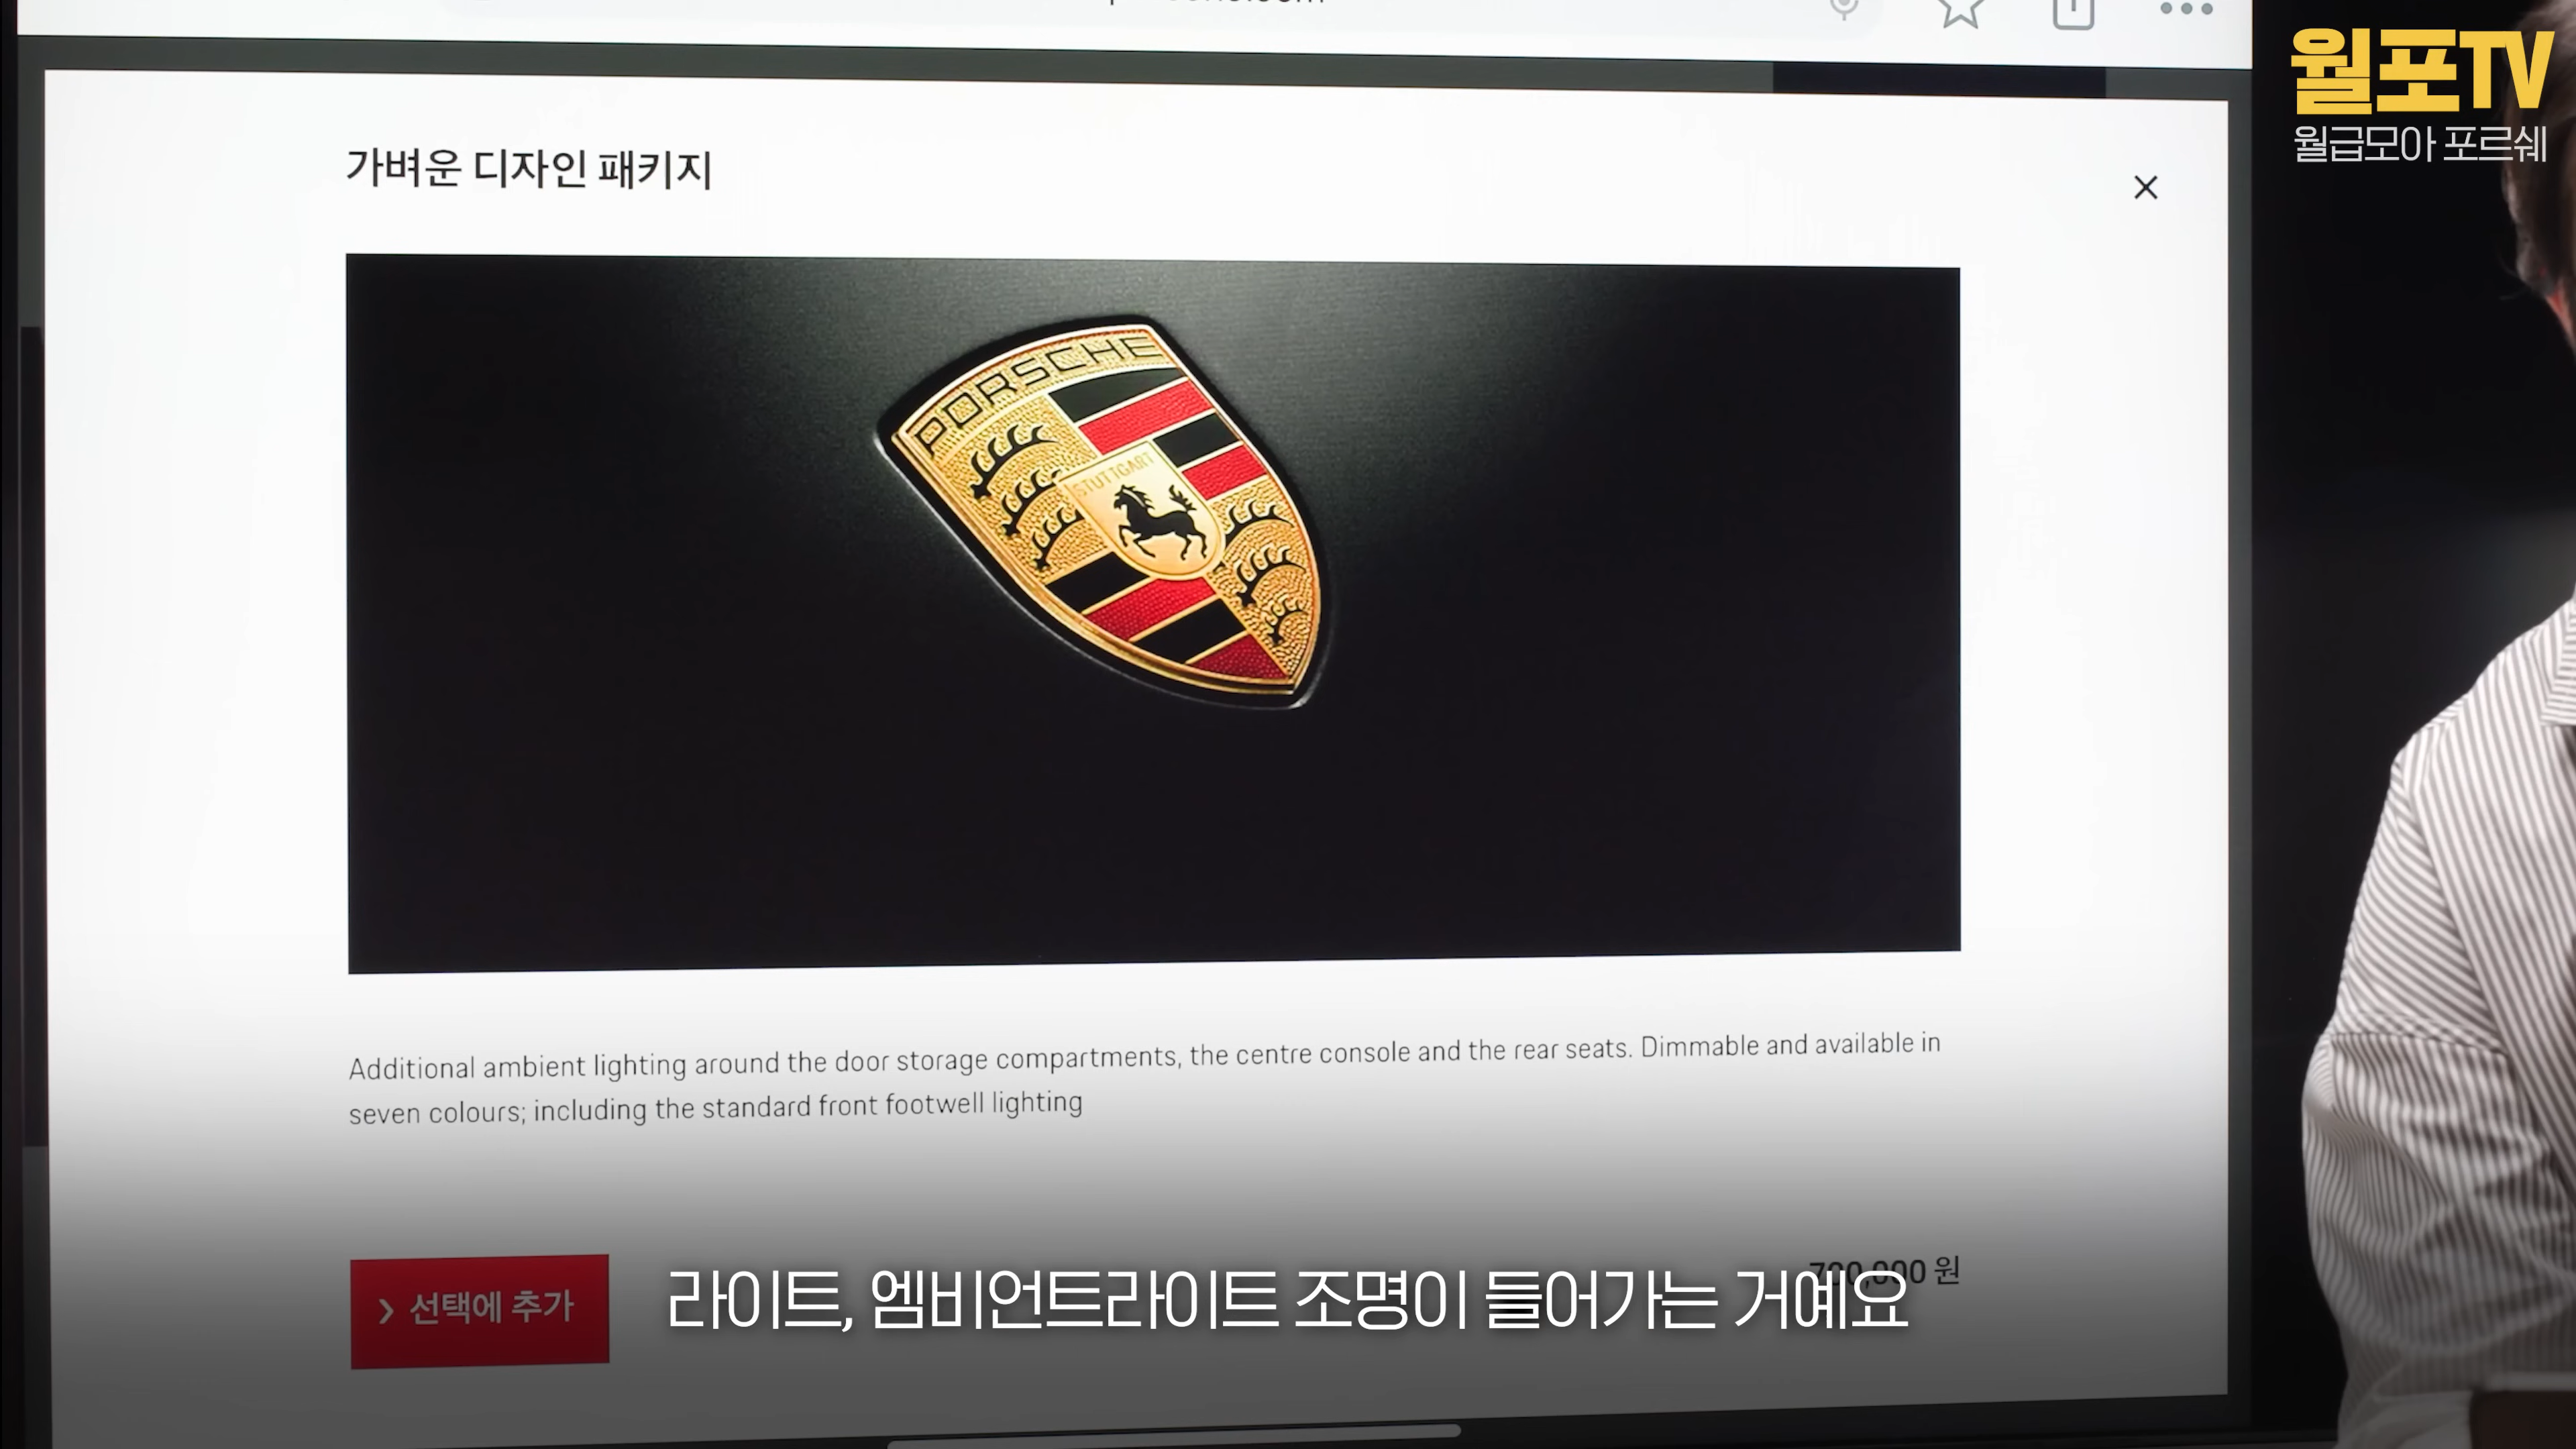 월포TV
월급모아 포르쉐
가벼운 디자인 패키지
PORSCHE
STUTTGART
Additional ambient lighting around the door storage compartments, the centre console and the rear seats. Dimmable and available in
seven colours; including the standard front footwell lighting
700,000 원
선택에 추가
라이트, 엠비언트라이트 조명이 들어가는 거예요